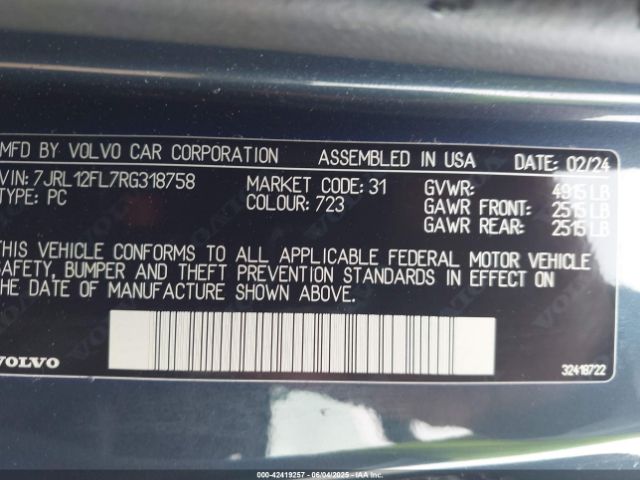 MFD BY VOLVO CAR CORPORATION ASSEMBLED IN USA DATE: 02/24
VIN: 7JRL12FL7RG318758 MARKET CODE: 31 GVWR: 4915 LB
TYPE: PC COLOUR: 723 GAWR FRONT: 2515 LB
GAWR REAR: 2515 LB
THIS VEHICLE CONFORMS TO ALL APPLICABLE FEDERAL MOTOR VEHICLE
SAFETY, BUMPER AND THEFT PREVENTION STANDARDS IN EFFECT ON
THE DATE OF MANUFACTURE SHOWN ABOVE.
VOLVO 32418722
000-42419257 - 06/04/2025 - IAAI.COM